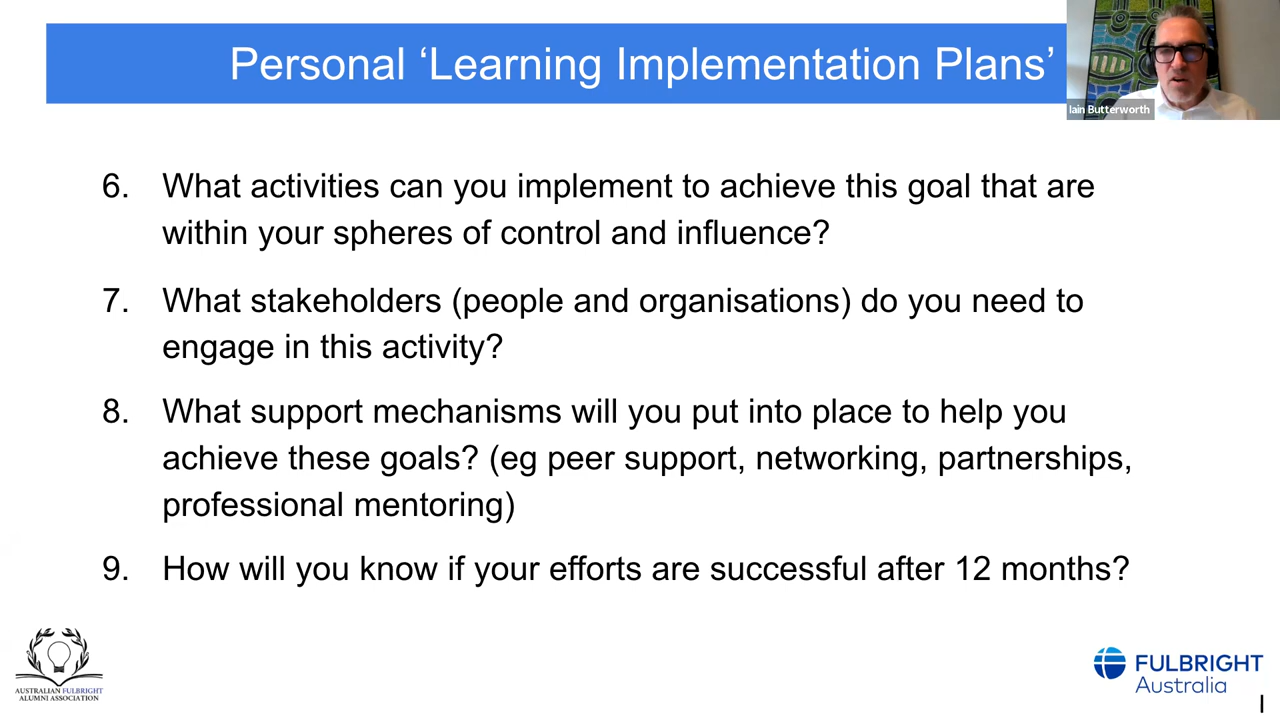 Personal ‘Learning Implementation Plans’
Iain Butterworth
6. What activities can you implement to achieve this goal that are
within your spheres of control and influence?
7. What stakeholders (people and organisations) do you need to
engage in this activity?
8. What support mechanisms will you put into place to help you
achieve these goals? (eg peer support, networking, partnerships,
professional mentoring)
9. How will you know if your efforts are successful after 12 months?
AUSTRALIAN FULBRIGHT
ALUMNI ASSOCIATION
FULBRIGHT
Australia